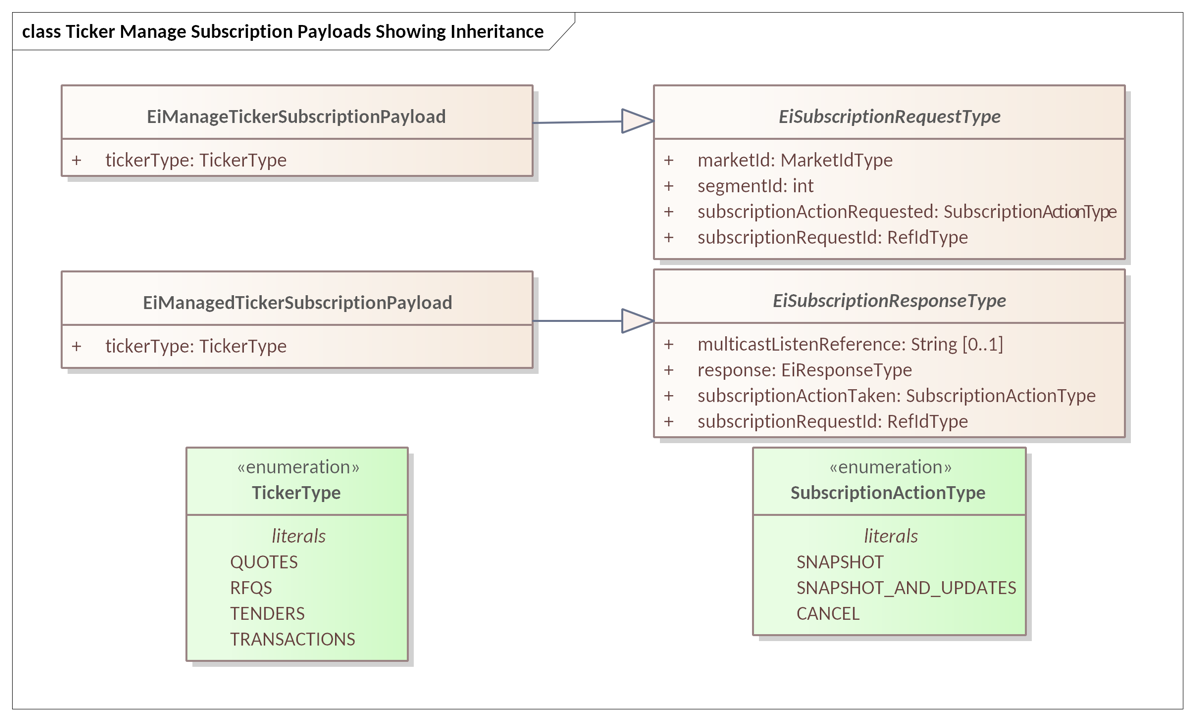 class Ticker Manage Subscription Payloads Showing Inheritance
EiManageTickerSubscriptionPayload
+ tickerType: TickerType
EiSubscriptionRequestType
+ marketId: MarketIdType
+ segmentId: int
+ subscriptionActionRequested: SubscriptionActionType
+ subscriptionRequestId: RefIdType
EiManagedTickerSubscriptionPayload
+ tickerType: TickerType
EiSubscriptionResponseType
+ multicastListenReference: String [0..1]
+ response: EiResponseType
+ subscriptionActionTaken: SubscriptionActionType
+ subscriptionRequestId: RefIdType
«enumeration»
TickerType
literals
QUOTES
RFQS
TENDERS
TRANSACTIONS
«enumeration»
SubscriptionActionType
literals
SNAPSHOT
SNAPSHOT_AND_UPDATES
CANCEL